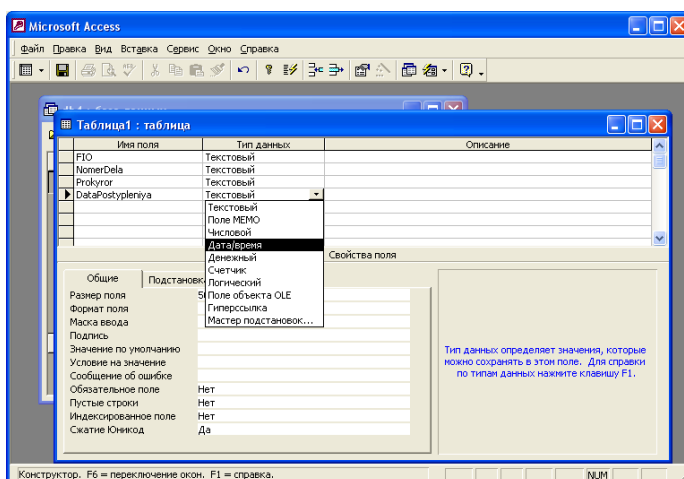 Microsoft Access
Файл Правка Вид Вставка Сервис Окно Справка
Таблица1 : таблица
Имя поля Тип данных Описание
FIO Текстовый
NomerDela Текстовый
Prokyror Текстовый
DataPostypleniya Текстовый
Текстовый
Поле MEMO
Числовой
Дата/время
Денежный
Счетчик
Логический
Поле объекта OLE
Гиперссылка
Мастер подстановок...
Свойства поля
Общие Подстановка
Размер поля
Формат поля
Маска ввода
Подпись
Значение по умолчанию
Условие на значение
Сообщение об ошибке
Обязательное поле Нет
Пустые строки Нет
Индексированное поле Нет
Сжатие Юникод Да
Тип данных определяет значения, которые
можно сохранять в этом поле. Для справки
по типам данных нажмите клавишу F1.
Конструктор. F6 = переключение окон. F1 = справка. NUM